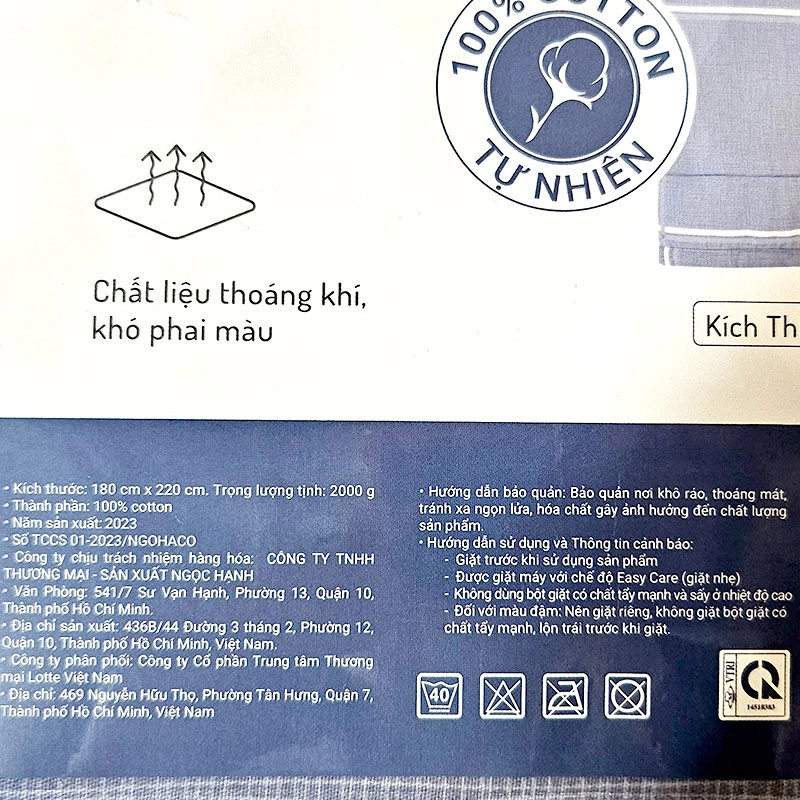 100% COTTON
TỰ NHIÊN
Chất liệu thoáng khí,
khó phai màu
Kích Th
- Kích thước: 180 cm x 220 cm. Trọng lượng tịnh: 2000 g
- Thành phần: 100% cotton
- Năm sản xuất: 2023
- Số TCCS 01-2023/NGOHACO
- Công ty chịu trách nhiệm hàng hóa: CÔNG TY TNHH
THƯƠNG MẠI - SẢN XUẤT NGỌC HẠNH
- Văn Phòng: 541/7 Sư Vạn Hạnh, Phường 13, Quận 10,
Thành phố Hồ Chí Minh.
- Địa chỉ sản xuất: 436B/44 Đường 3 tháng 2, Phường 12,
Quận 10, Thành phố Hồ Chí Minh, Việt Nam.
- Công ty phân phối: Công ty Cổ phần Trung tâm Thương
mại Lotte Việt Nam
- Địa chỉ: 469 Nguyễn Hữu Thọ, Phường Tân Hưng, Quận 7,
Thành phố Hồ Chí Minh, Việt Nam
• Hướng dẫn bảo quản: Bảo quản nơi khô ráo, thoáng mát,
tránh xa ngọn lửa, hóa chất gây ảnh hưởng đến chất lượng
sản phẩm.
• Hướng dẫn sử dụng và Thông tin cảnh báo:
- Giặt trước khi sử dụng sản phẩm
- Được giặt máy với chế độ Easy Care (giặt nhẹ)
- Không dùng bột giặt có chất tẩy mạnh và sấy ở nhiệt độ cao
- Đối với màu đậm: Nên giặt riêng, không giặt bột giặt có
chất tẩy mạnh, lộn trái trước khi giặt.
40
VTRI
14518383